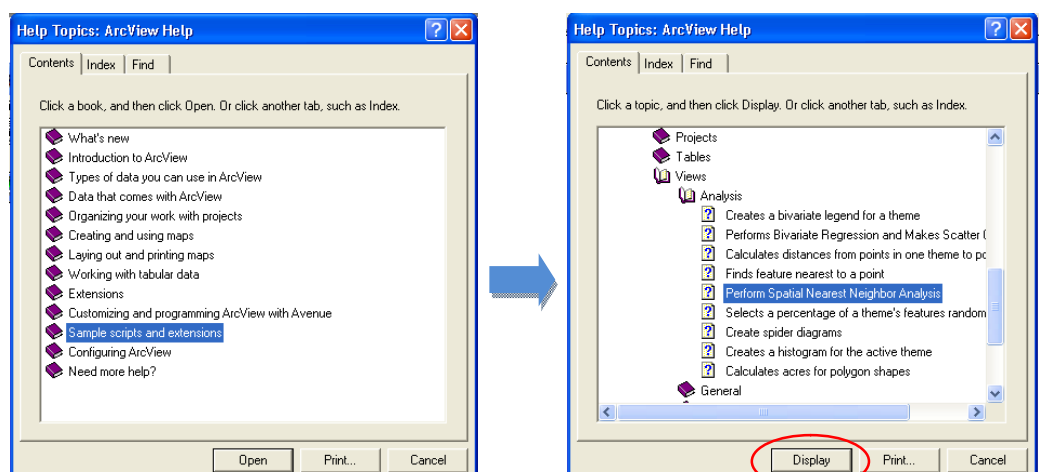 Help Topics: ArcView Help
Contents Index Find
Click a book, and then click Open. Or click another tab, such as Index.
What's new
Introduction to ArcView
Types of data you can use in ArcView
Data that comes with ArcView
Organizing your work with projects
Creating and using maps
Laying out and printing maps
Working with tabular data
Extensions
Customizing and programming ArcView with Avenue
Sample scripts and extensions
Configuring ArcView
Need more help?
Open Print... Cancel
Help Topics: ArcView Help
Contents Index Find
Click a topic, and then click Display. Or click another tab, such as Index.
Projects
Tables
Views
Analysis
Creates a bivariate legend for a theme
Performs Bivariate Regression and Makes Scatter
Calculates distances from points in one theme to
Finds feature nearest to a point
Perform Spatial Nearest Neighbor Analysis
Selects a percentage of a theme's features random
Create spider diagrams
Creates a histogram for the active theme
Calculates acres for polygon shapes
General
Display Print... Cancel